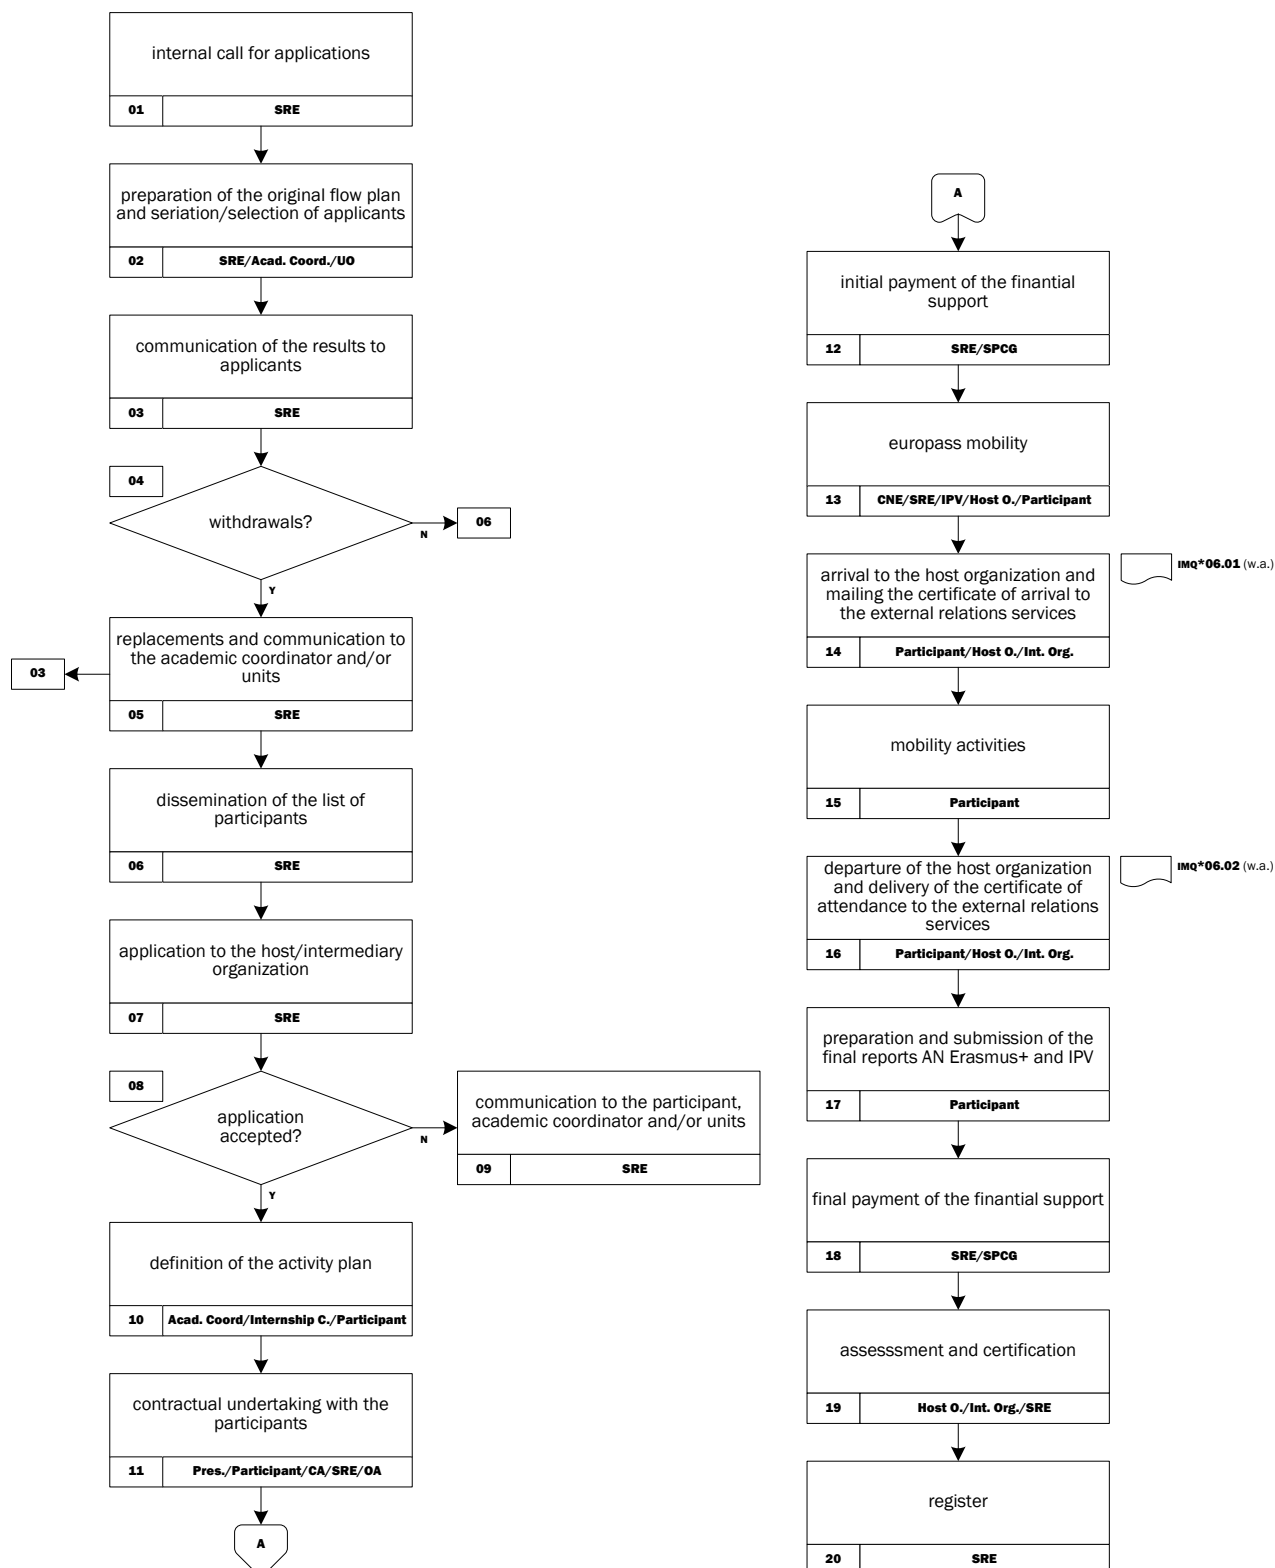 internal call for applications
01 SRE
preparation of the original flow plan
and seriation/selection of applicants
02 SRE/Acad. Coord./UO
communication of the results to
applicants
03 SRE
04
withdrawals?
N
06
Y
replacements and communication to
the academic coordinator and/or
units
03
05 SRE
dissemination of the list of
participants
06 SRE
application to the host/intermediary
organization
07 SRE
08
application
accepted?
N
communication to the participant,
academic coordinator and/or units
09 SRE
Y
definition of the activity plan
10 Acad. Coord/Internship C./Participant
contractual undertaking with the
participants
11 Pres./Participant/CA/SRE/OA
A
A
initial payment of the finantial
support
12 SRE/SPCG
europass mobility
13 CNE/SRE/IPV/Host O./Participant
arrival to the host organization and
mailing the certificate of arrival to
the external relations services
IMQ*06.01 (w.a.)
14 Participant/Host O./Int. Org.
mobility activities
15 Participant
departure of the host organization
and delivery of the certificate of
attendance to the external relations
services
IMQ*06.02 (w.a.)
16 Participant/Host O./Int. Org.
preparation and submission of the
final reports AN Erasmus+ and IPV
17 Participant
final payment of the finantial support
18 SRE/SPCG
assesssment and certification
19 Host O./Int. Org./SRE
register
20 SRE